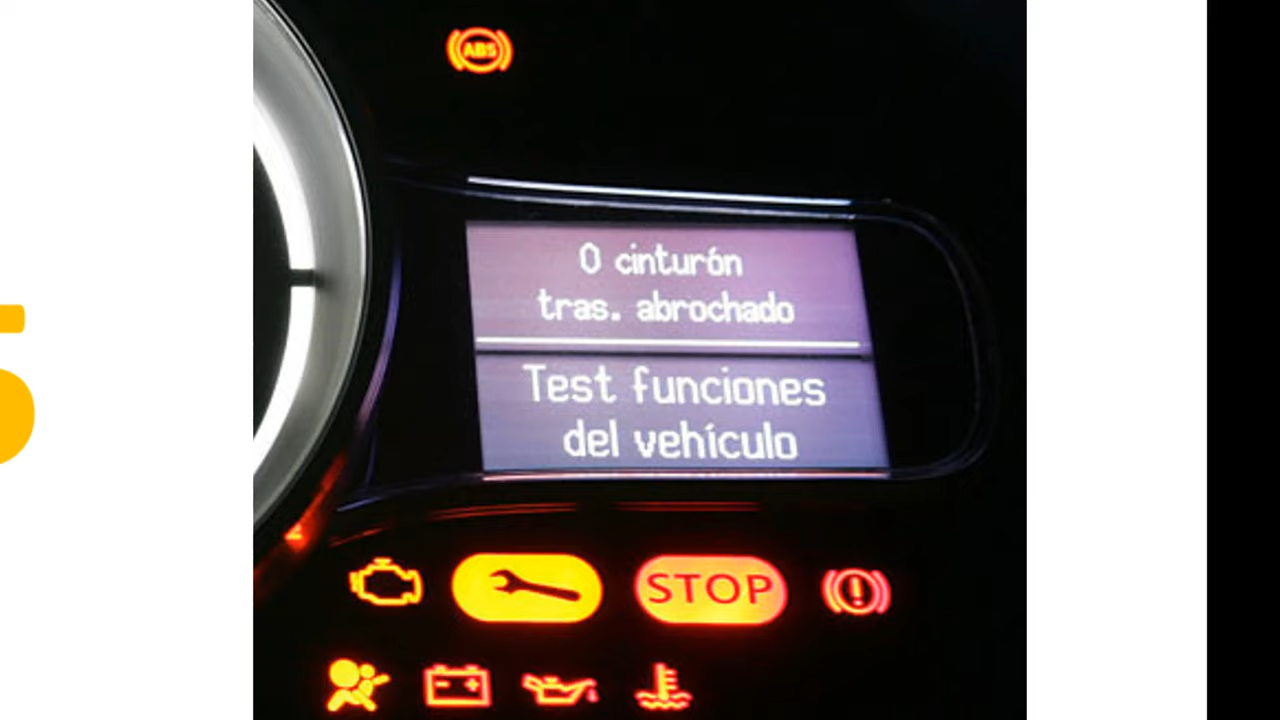 ABS
0 cinturón
tras. abrochado
Test funciones
del vehículo
STOP